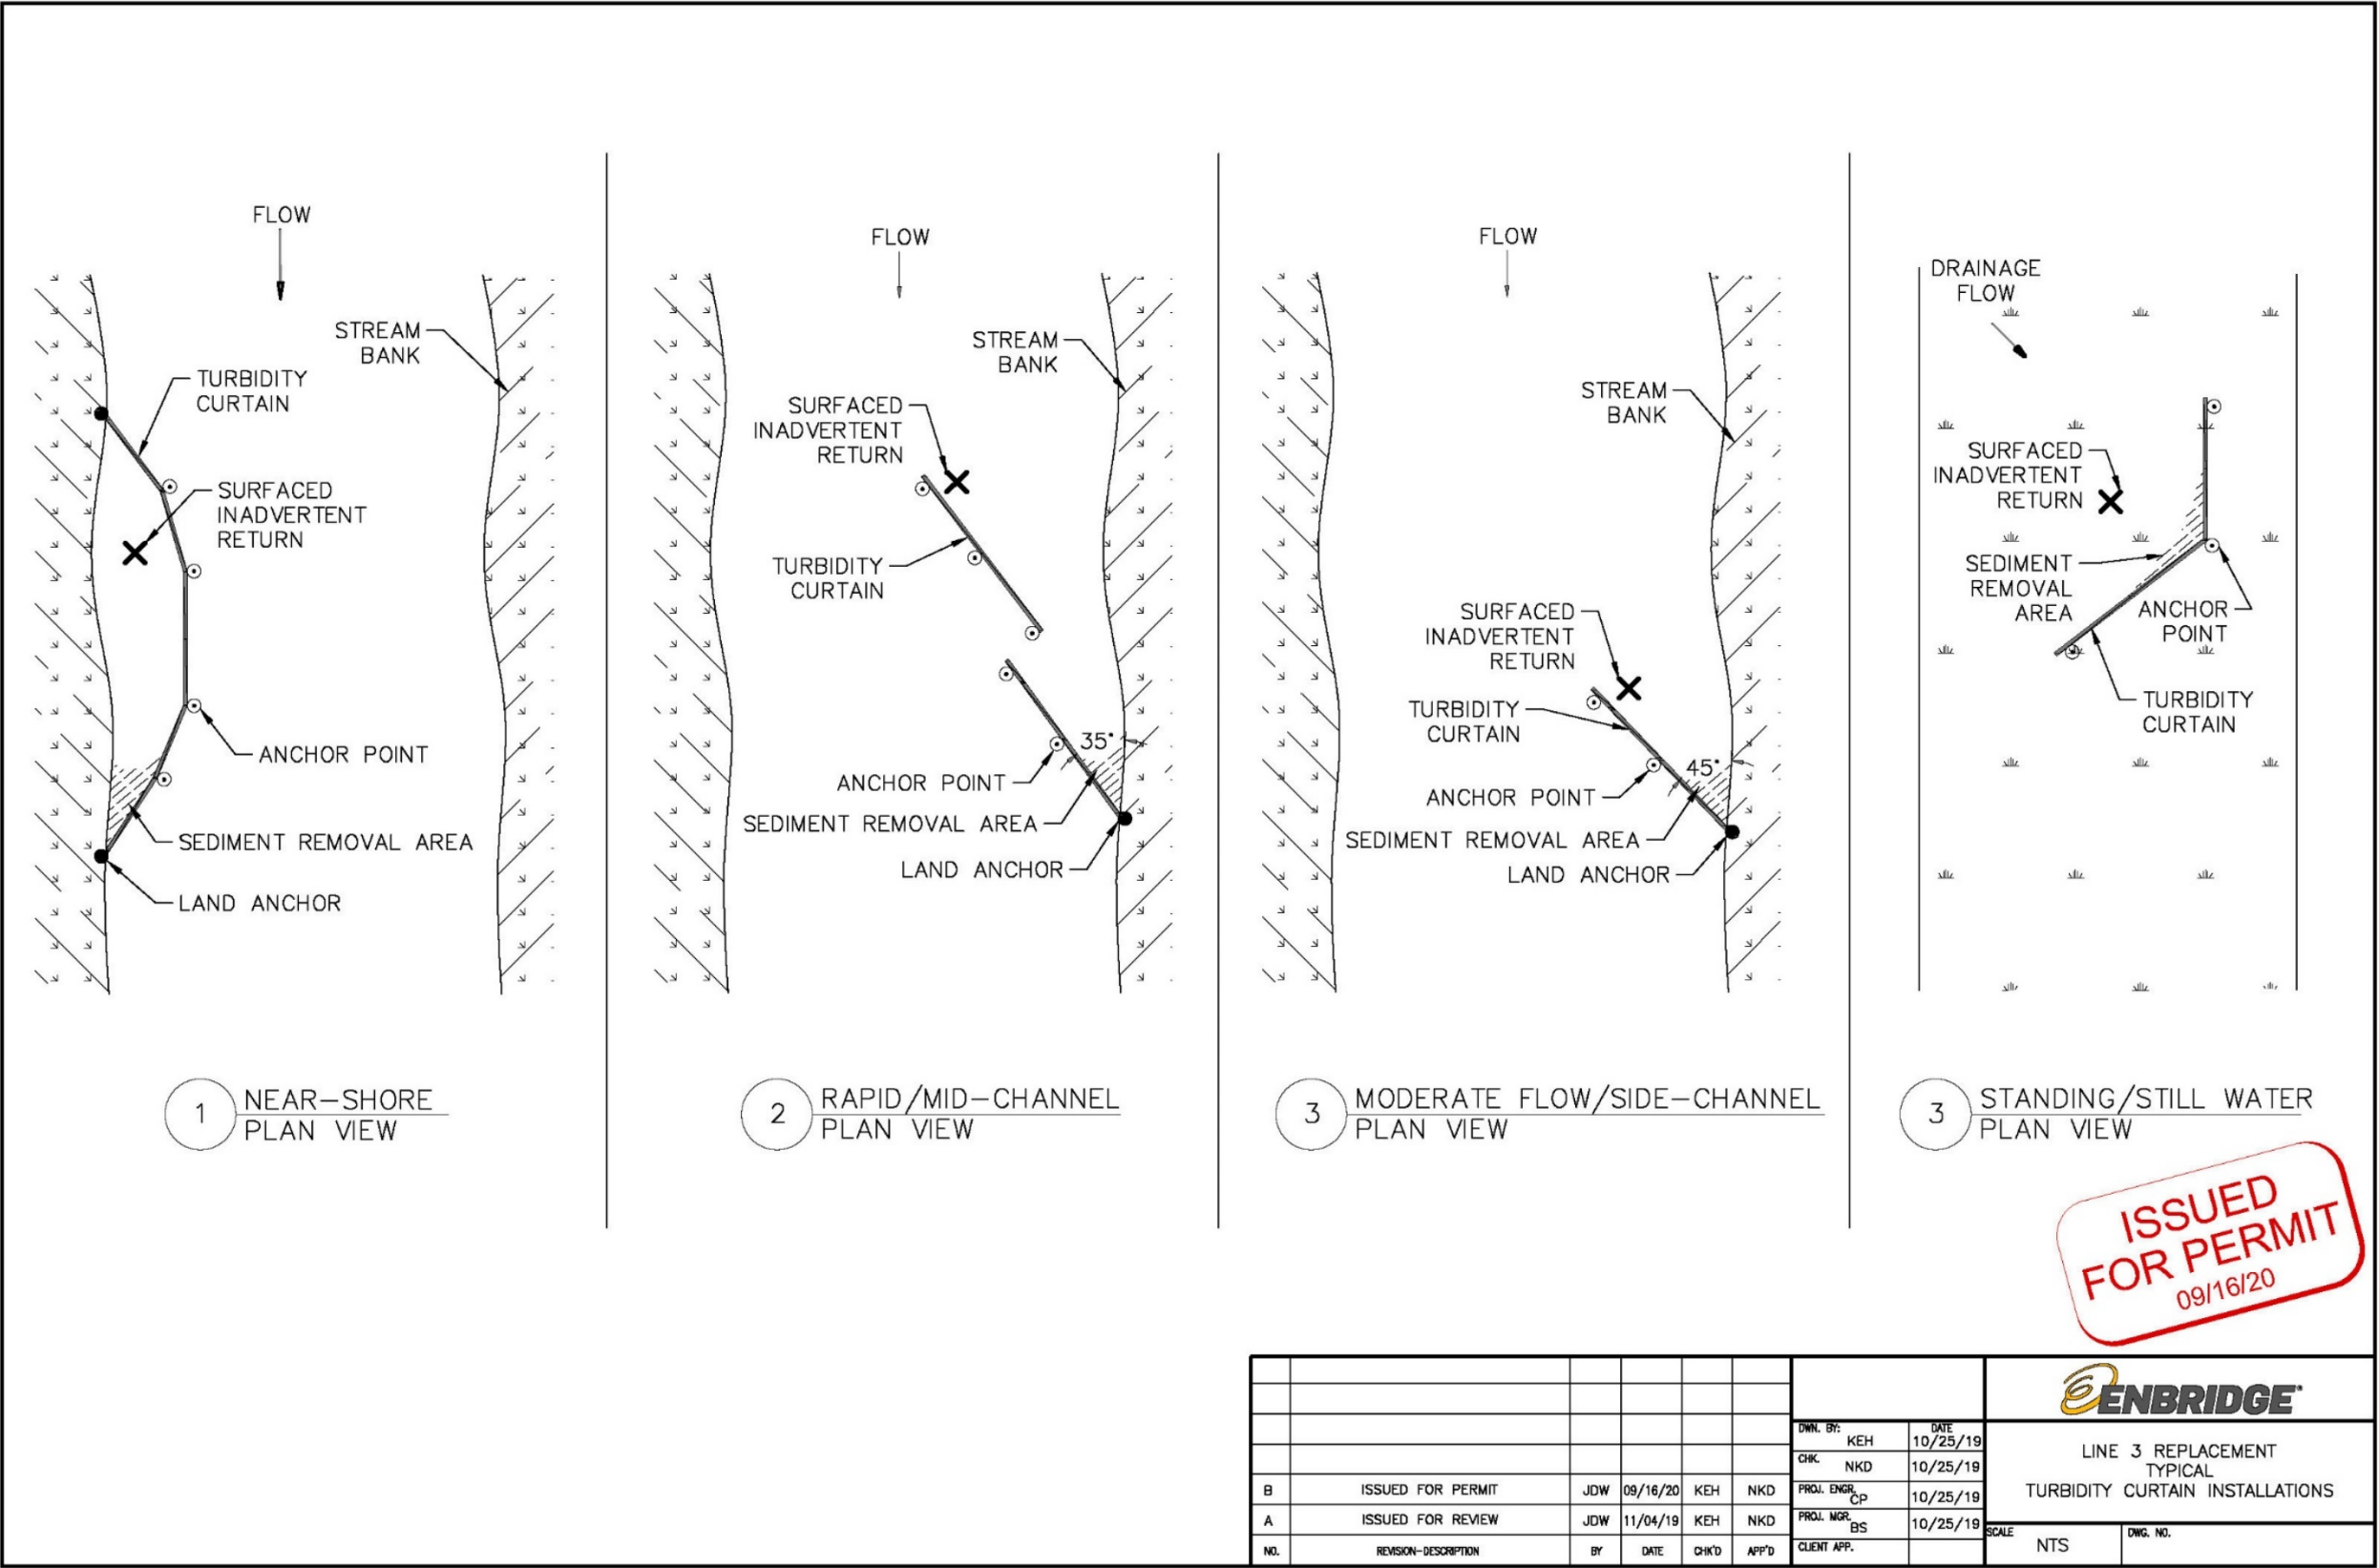 FLOW
STREAM
BANK
TURBIDITY
CURTAIN
SURFACED
INADVERTENT
RETURN
ANCHOR POINT
SEDIMENT REMOVAL AREA
LAND ANCHOR
1
NEAR-SHORE
PLAN VIEW
FLOW
STREAM
BANK
SURFACED
INADVERTENT
RETURN
TURBIDITY
CURTAIN
35°
ANCHOR POINT
SEDIMENT REMOVAL AREA
LAND ANCHOR
2
RAPID/MID-CHANNEL
PLAN VIEW
FLOW
STREAM
BANK
SURFACED
INADVERTENT
RETURN
TURBIDITY
CURTAIN
45°
ANCHOR POINT
SEDIMENT REMOVAL AREA
LAND ANCHOR
3
MODERATE FLOW/SIDE-CHANNEL
PLAN VIEW
DRAINAGE
FLOW
SURFACED
INADVERTENT
RETURN
SEDIMENT
REMOVAL
AREA
ANCHOR
POINT
TURBIDITY
CURTAIN
3
STANDING/STILL WATER
PLAN VIEW
ISSUED
FOR PERMIT
09/16/20
B ISSUED FOR PERMIT JDW 09/16/20 KEH NKD
A ISSUED FOR REVIEW JDW 11/04/19 KEH NKD
NO. REVISION-DESCRIPTION BY DATE CHK'D APP'D
DWN. BY: KEH DATE 10/25/19
CHK. NKD 10/25/19
PROJ. ENGR. CP 10/25/19
PROJ. MGR. BS 10/25/19
CLIENT APP.
ENBRIDGE®
LINE 3 REPLACEMENT
TYPICAL
TURBIDITY CURTAIN INSTALLATIONS
SCALE NTS DWG. NO.